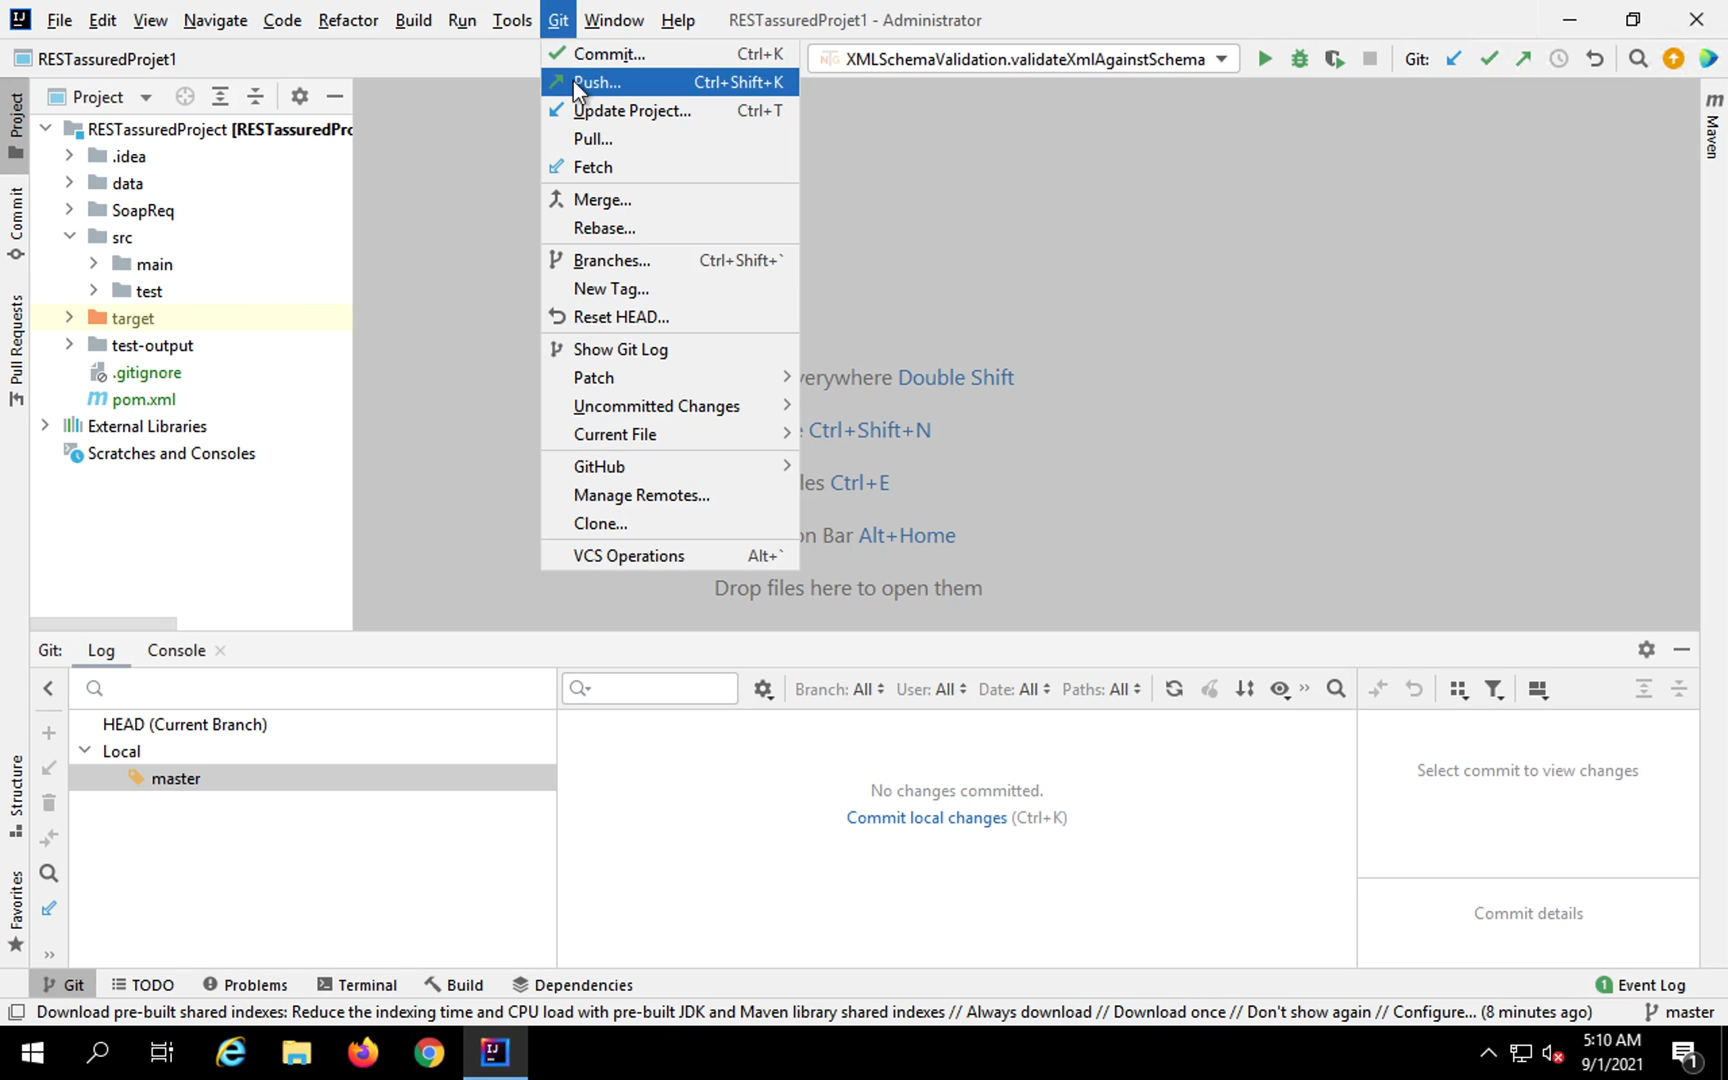 File Edit View Navigate Code Refactor Build Run Tools Git Window Help RESTassuredProjet1 - Administrator
RESTassuredProjet1
XMLSchemaValidation.validateXmlAgainstSchema
Git:
Commit... Ctrl+K
Push... Ctrl+Shift+K
Update Project... Ctrl+T
Pull...
Fetch
Merge...
Rebase...
Branches... Ctrl+Shift+`
New Tag...
Reset HEAD...
Show Git Log
Patch
Uncommitted Changes
Current File
GitHub
Manage Remotes...
Clone...
VCS Operations Alt+`
Project
Project
Commit
Pull Requests
Structure
Favorites
Maven
RESTassuredProject [RESTassuredPro
.idea
data
SoapReq
src
main
test
target
test-output
.gitignore
pom.xml
External Libraries
Scratches and Consoles
verywhere Double Shift
Ctrl+Shift+N
les Ctrl+E
on Bar Alt+Home
Drop files here to open them
Git: Log Console
Branch: All User: All Date: All Paths: All
HEAD (Current Branch)
Local
master
No changes committed.
Commit local changes (Ctrl+K)
Select commit to view changes
Commit details
Git TODO Problems Terminal Build Dependencies
1 Event Log
Download pre-built shared indexes: Reduce the indexing time and CPU load with pre-built JDK and Maven library shared indexes // Always download // Download once // Don't show again // Configure... (8 minutes ago)
master
5:10 AM
9/1/2021
1